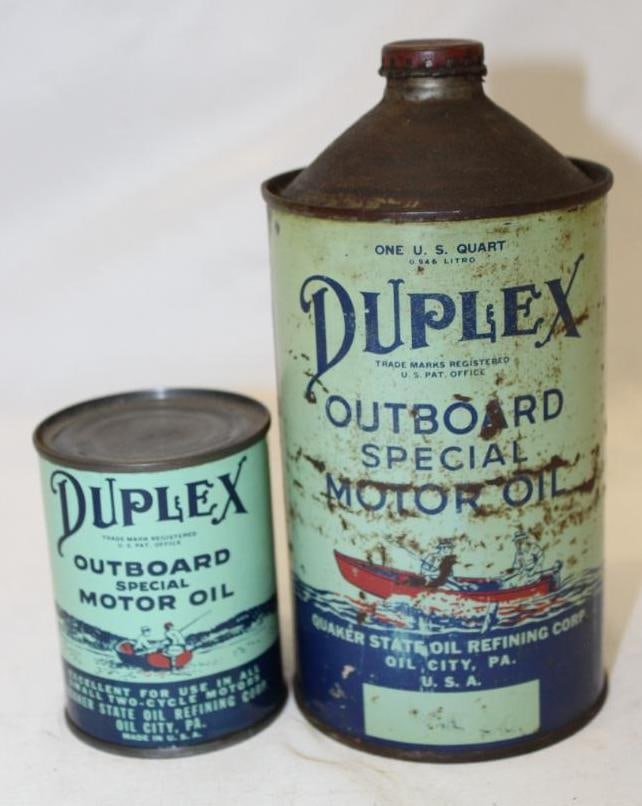 DUPLEX
TRADE MARK REGISTERED
U.S. PAT. OFFICE
OUTBOARD
SPECIAL
MOTOR OIL
EXCELLENT FOR USE IN ALL
SMALL TWO-CYCLE MOTORS
QUAKER STATE OIL REFINING CORP.
OIL CITY, PA.
MADE IN U.S.A.
ONE U. S. QUART
0.946 LITRO
DUPLEX
TRADE MARKS REGISTERED
U. S. PAT. OFFICE
OUTBOARD
SPECIAL
MOTOR OIL
QUAKER STATE OIL REFINING CORP.
OIL CITY, PA.
U. S. A.